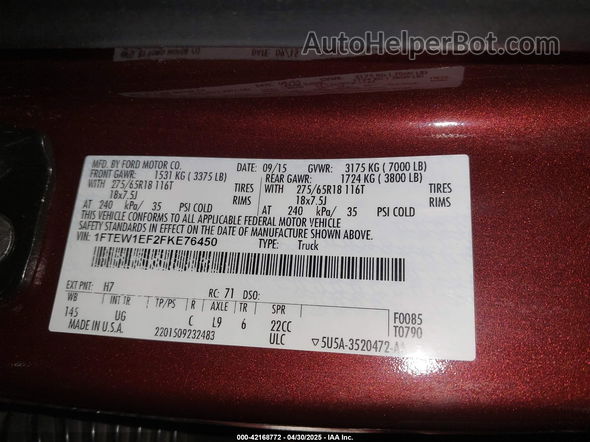 AutoHelperBot.com
MFD. BY FORD MOTOR CO.
DATE: 09/15 GVWR: 3175 KG ( 7000 LB)
FRONT GAWR: 1531 KG ( 3375 LB) REAR GAWR: 1724 KG ( 3800 LB)
WITH 275/65R18 116T TIRES WITH 275/65R18 116T TIRES
18x7.5J RIMS 18x7.5J RIMS
AT 240 kPa/ 35 PSI COLD AT 240 kPa/ 35 PSI COLD
THIS VEHICLE CONFORMS TO ALL APPLICABLE FEDERAL MOTOR VEHICLE
SAFETY STANDARDS IN EFFECT ON THE DATE OF MANUFACTURE SHOWN ABOVE.
VIN: 1FTEW1EF2FKE76450 TYPE: Truck
EXT PNT: H7 RC: 71 DSO:
WB INT TR TP/PS R AXLE TR SPR
145 UG C L9 6 22CC F0085
MADE IN U.S.A. 2201509232483 ULC T0790
▽5U5A-3520472-AA
000-42168772 - 04/30/2025 - IAA Inc.